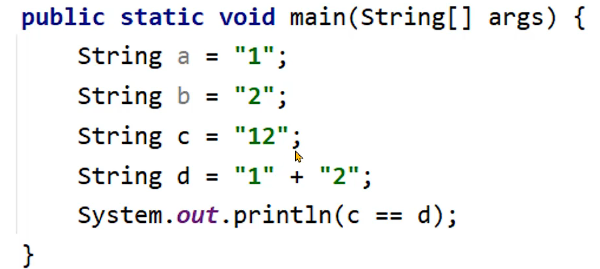 public static void main(String[] args) {
String a = "1";
String b = "2";
String c = "12";
String d = "1" + "2";
System.out.println(c == d);
}